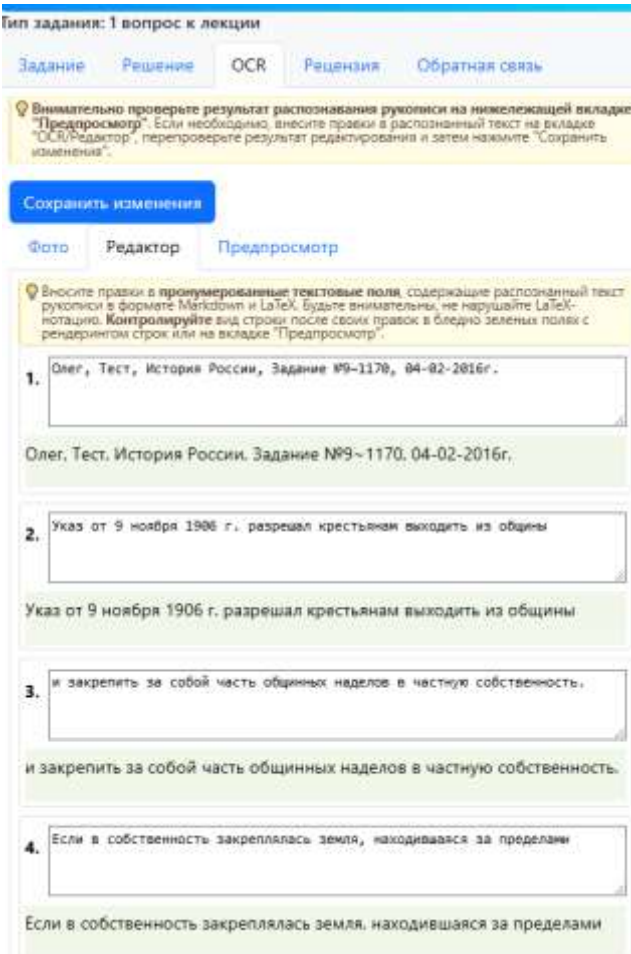 Тип задания: 1 вопрос к лекции
Задание Решение OCR Рецензия Обратная связь
Внимательно проверьте результат распознавания рукописи на нижележащей вкладке
"Предпросмотр". Если необходимо, внесите правки в распознанный текст на вкладке
"OCR/Редактор", перепроверьте результат редактирования и затем нажмите "Сохранить
изменения".
Сохранить изменения
Фото Редактор Предпросмотр
Вносите правки в пронумерованные текстовые поля, содержащие распознанный текст
рукописи в формате Markdown и LaTeX. Будьте внимательны, не нарушайте LaTeX-
нотацию. Контролируйте вид строки после своих правок в бледно зеленых полях с
рендерингом строк или на вкладке "Предпросмотр".
1. Олег, Тест, История России, Задание №9~1170, 04-02-2016г.
Олег, Тест, История России, Задание №9~1170, 04-02-2016г.
2. Указ от 9 ноября 1906 г. разрешал крестьянам выходить из общины
Указ от 9 ноября 1906 г. разрешал крестьянам выходить из общины
3. и закрепить за собой часть общинных наделов в частную собственность.
и закрепить за собой часть общинных наделов в частную собственность.
4. Если в собственность закреплялась земля, находившаяся за пределами
Если в собственность закреплялась земля, находившаяся за пределами